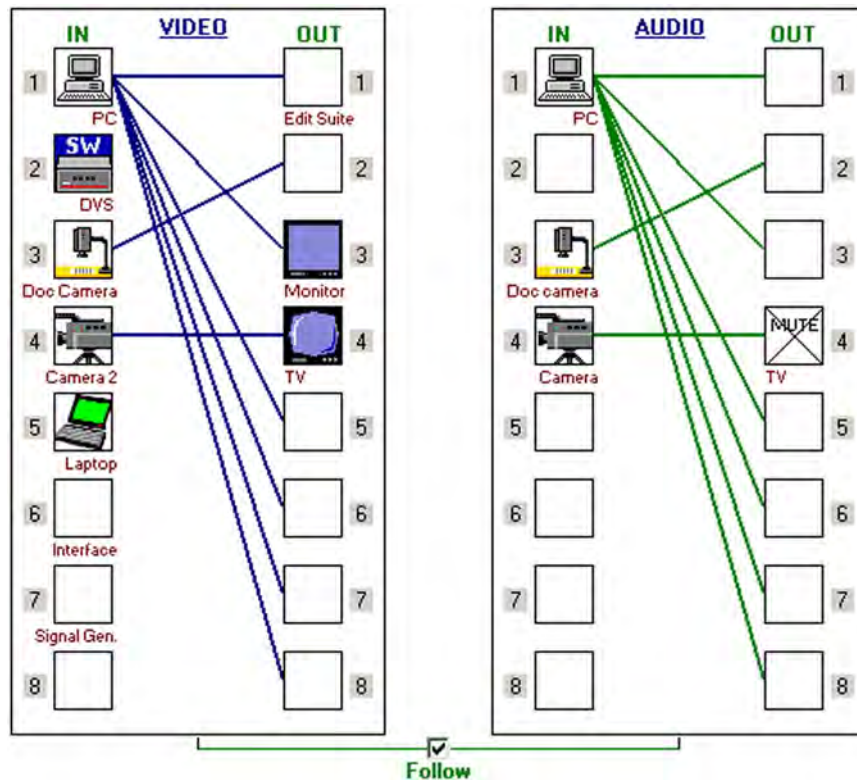 IN VIDEO OUT
1 1
PC Edit Suite
SW
2 2
DVS
3 3
Doc Camera Monitor
4 4
Camera 2 TV
5 5
Laptop
6 6
Interface
7 7
Signal Gen.
8 8
IN AUDIO OUT
1 1
PC
2 2
3 3
Doc camera
MUTE
4 4
Camera TV
5 5
6 6
7 7
8 8
Follow